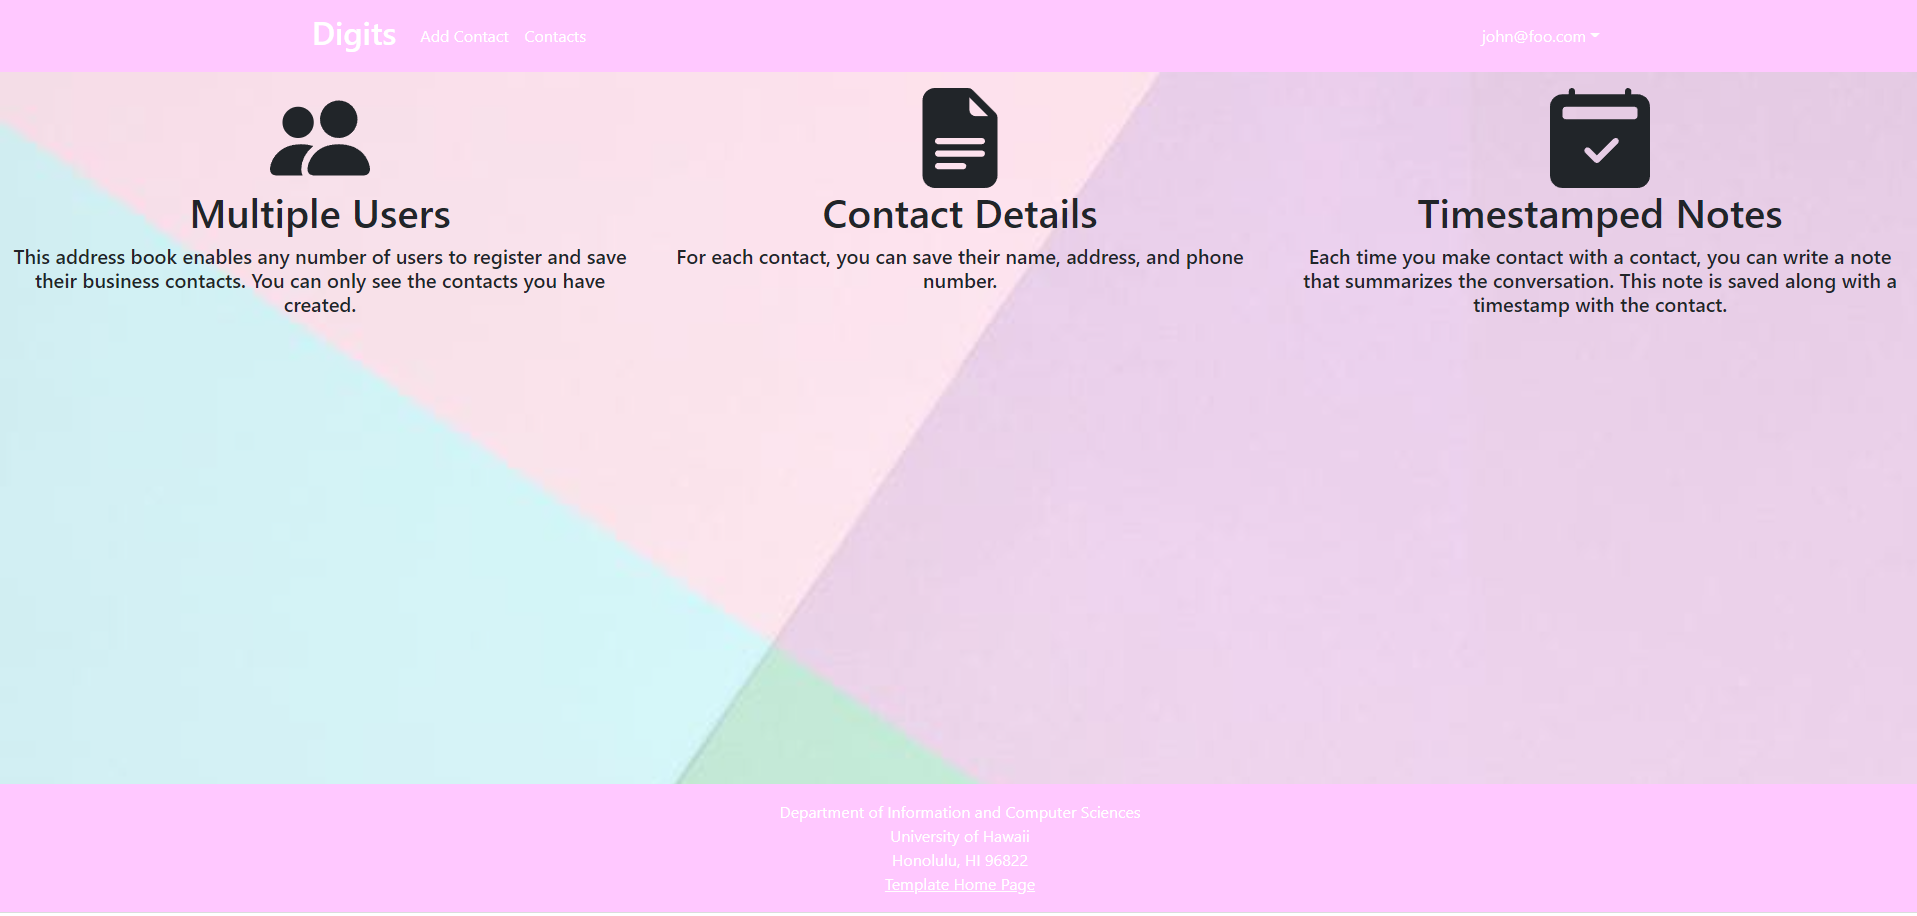 Digits Add Contact Contacts john@foo.com
Multiple Users
This address book enables any number of users to register and save
their business contacts. You can only see the contacts you have
created.
Contact Details
For each contact, you can save their name, address, and phone
number.
Timestamped Notes
Each time you make contact with a contact, you can write a note
that summarizes the conversation. This note is saved along with a
timestamp with the contact.
Department of Information and Computer Sciences
University of Hawaii
Honolulu, HI 96822
Template Home Page